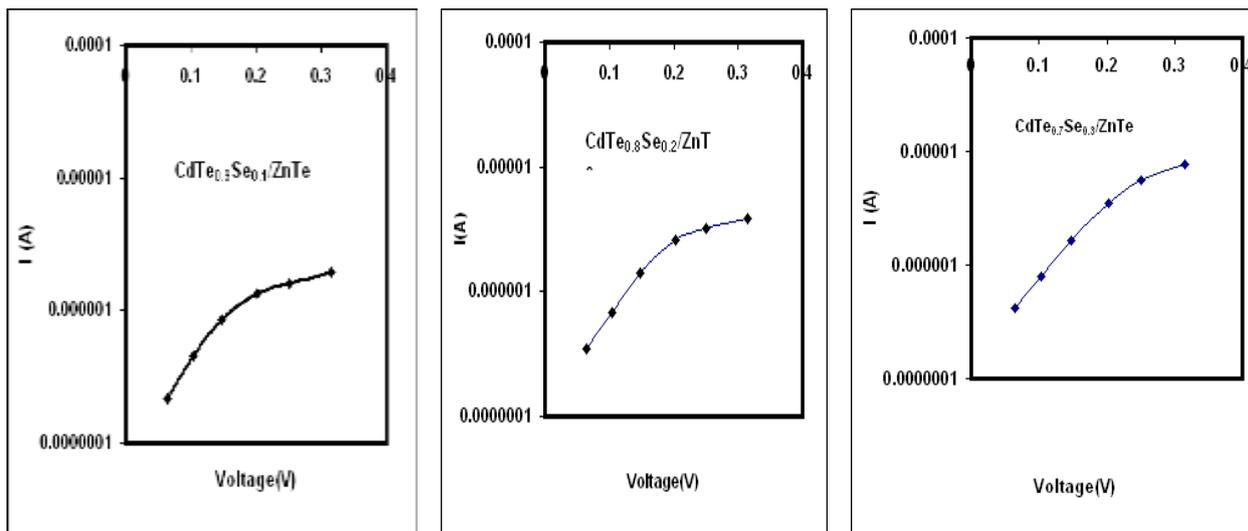 0.0001
0 0.1 0.2 0.3 0.4
CdTe0.9Se0.1/ZnTe
0.00001
I (A)
0.000001
0.0000001
Voltage(V)
0.0001
0 0.1 0.2 0.3 0.4
CdTe0.8Se0.2/ZnT
0.00001
I(A)
0.000001
0.0000001
Voltage(V)
0.0001
0 0.1 0.2 0.3 0.4
CdTe0.7Se0.3/ZnTe
0.00001
I (A)
0.000001
0.0000001
Voltage(V)